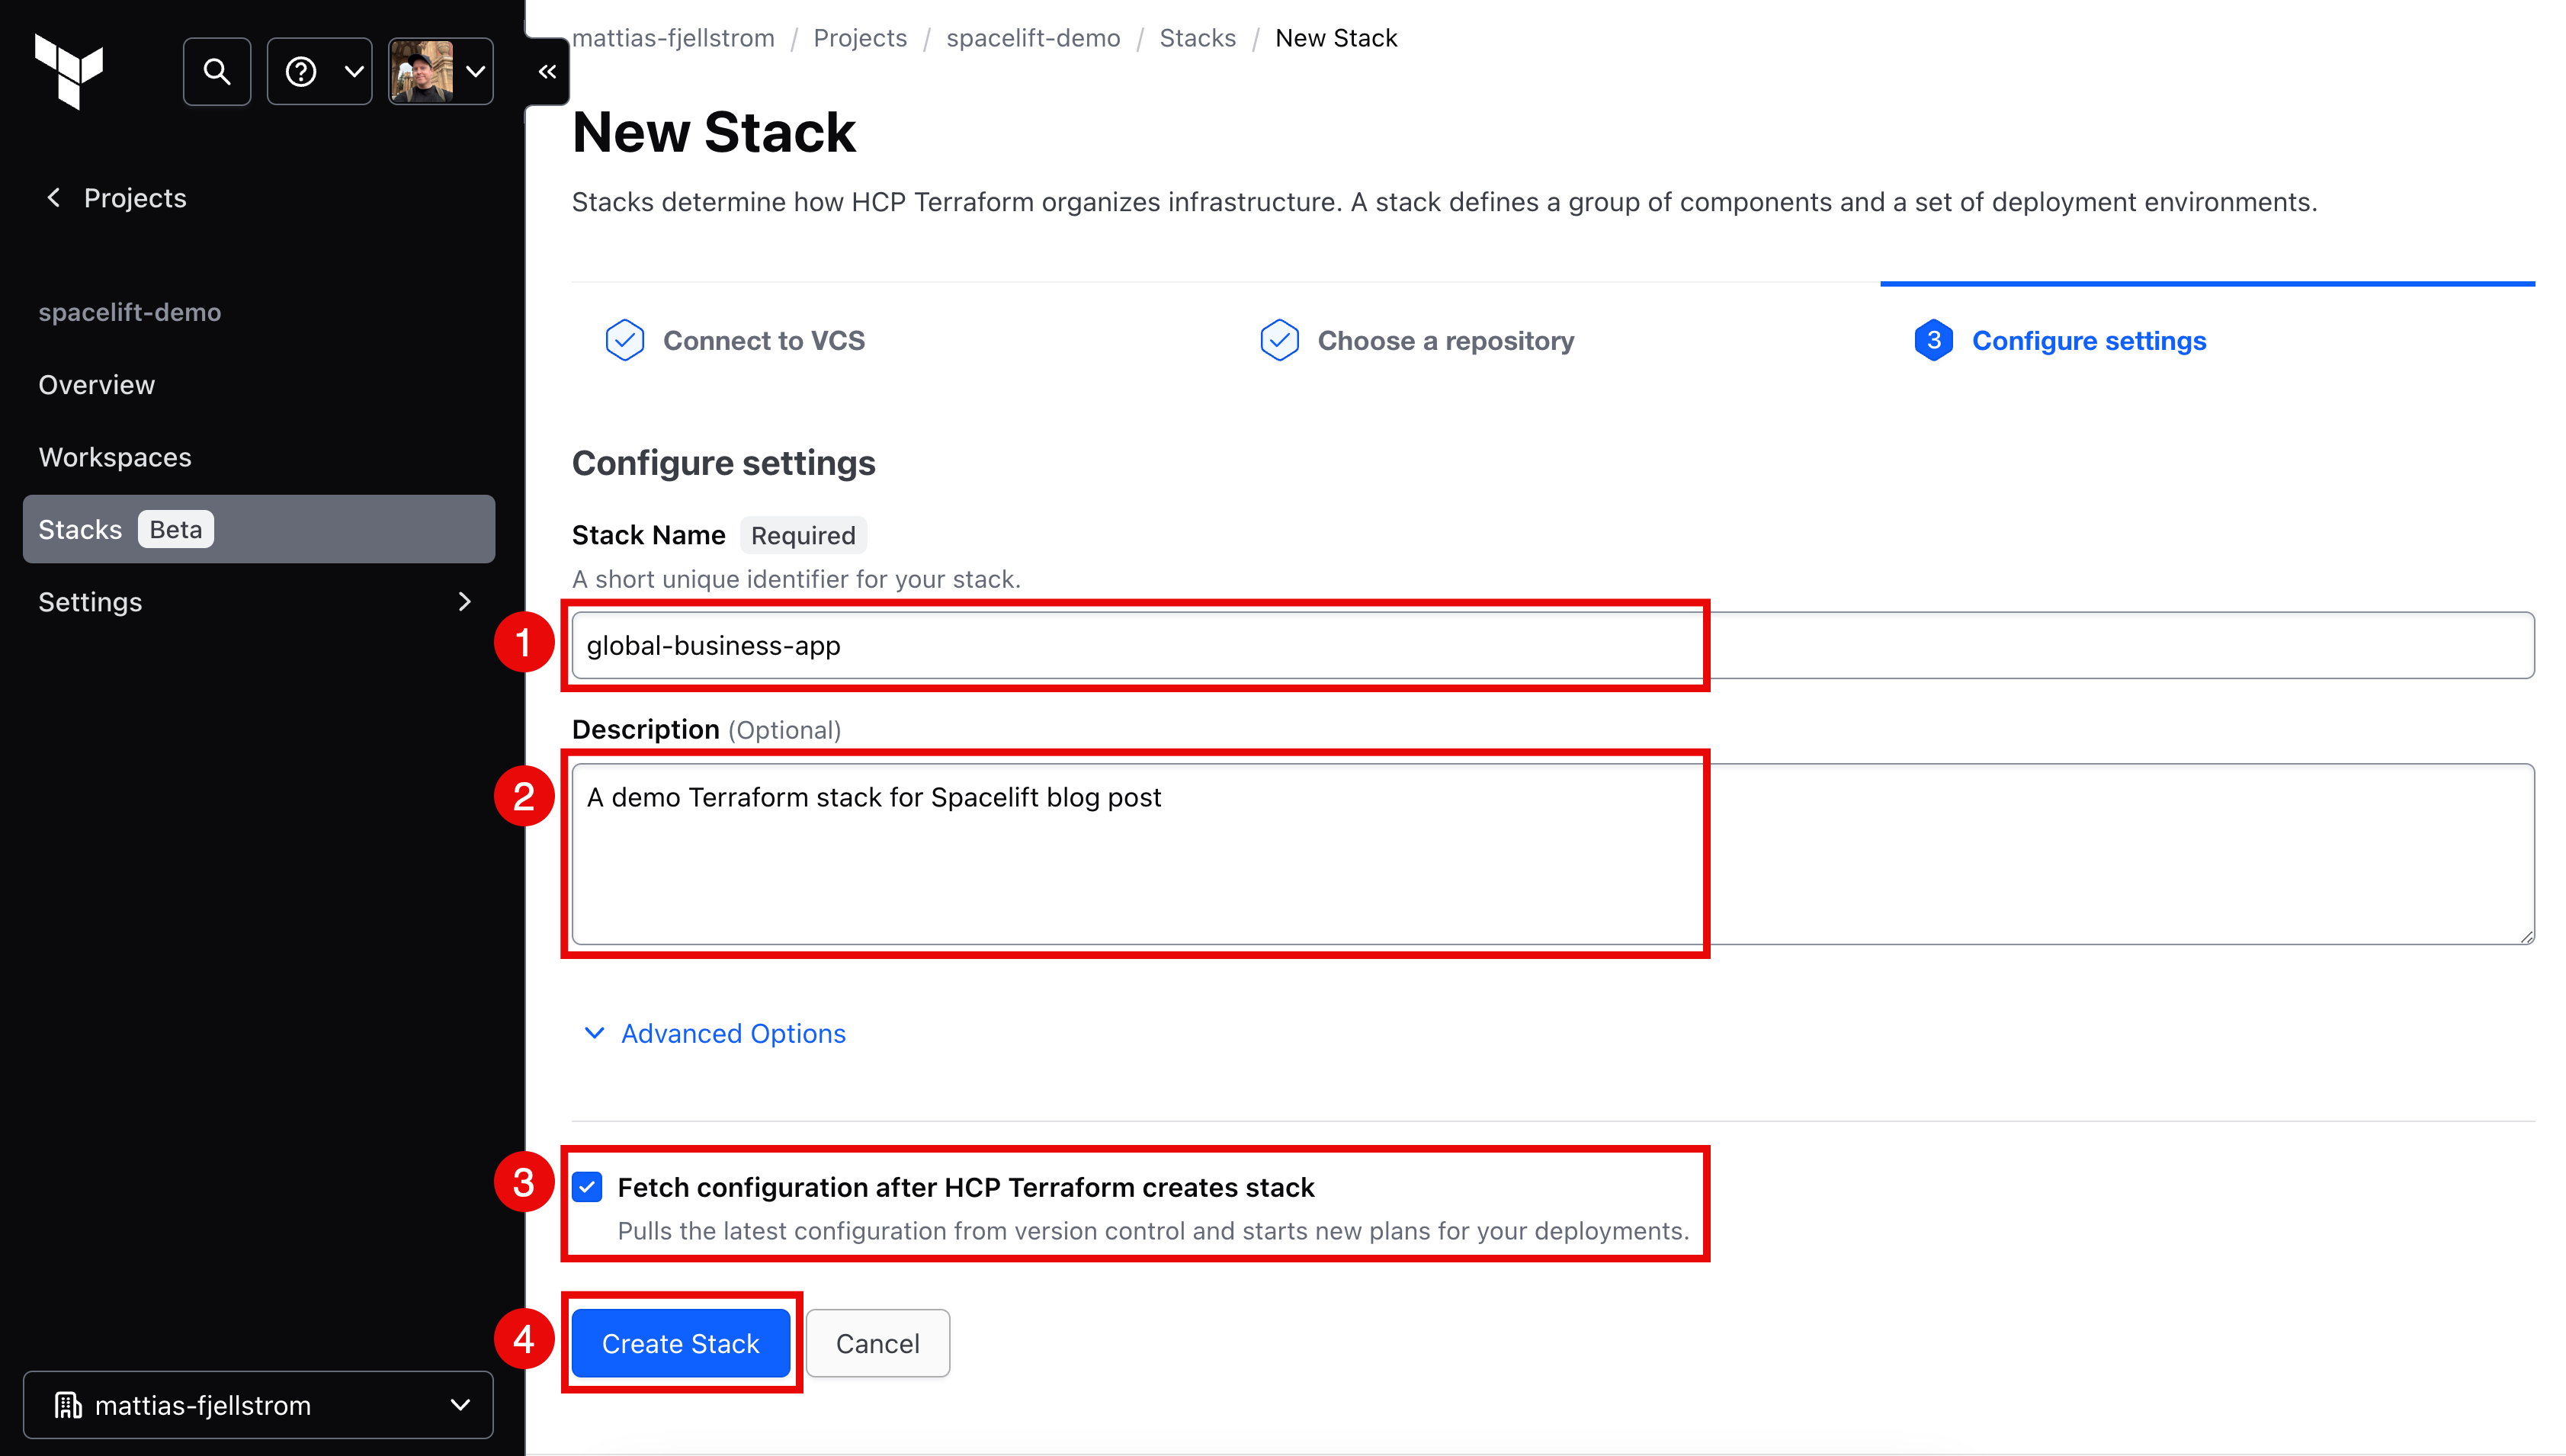 mattias-fjellstrom / Projects / spacelift-demo / Stacks / New Stack
Projects
spacelift-demo
Overview
Workspaces
Stacks Beta
Settings
mattias-fjellstrom
New Stack
Stacks determine how HCP Terraform organizes infrastructure. A stack defines a group of components and a set of deployment environments.
Connect to VCS
Choose a repository
3 Configure settings
Configure settings
Stack Name Required
A short unique identifier for your stack.
1 global-business-app
Description (Optional)
2 A demo Terraform stack for Spacelift blog post
Advanced Options
3 Fetch configuration after HCP Terraform creates stack
Pulls the latest configuration from version control and starts new plans for your deployments.
4 Create Stack Cancel